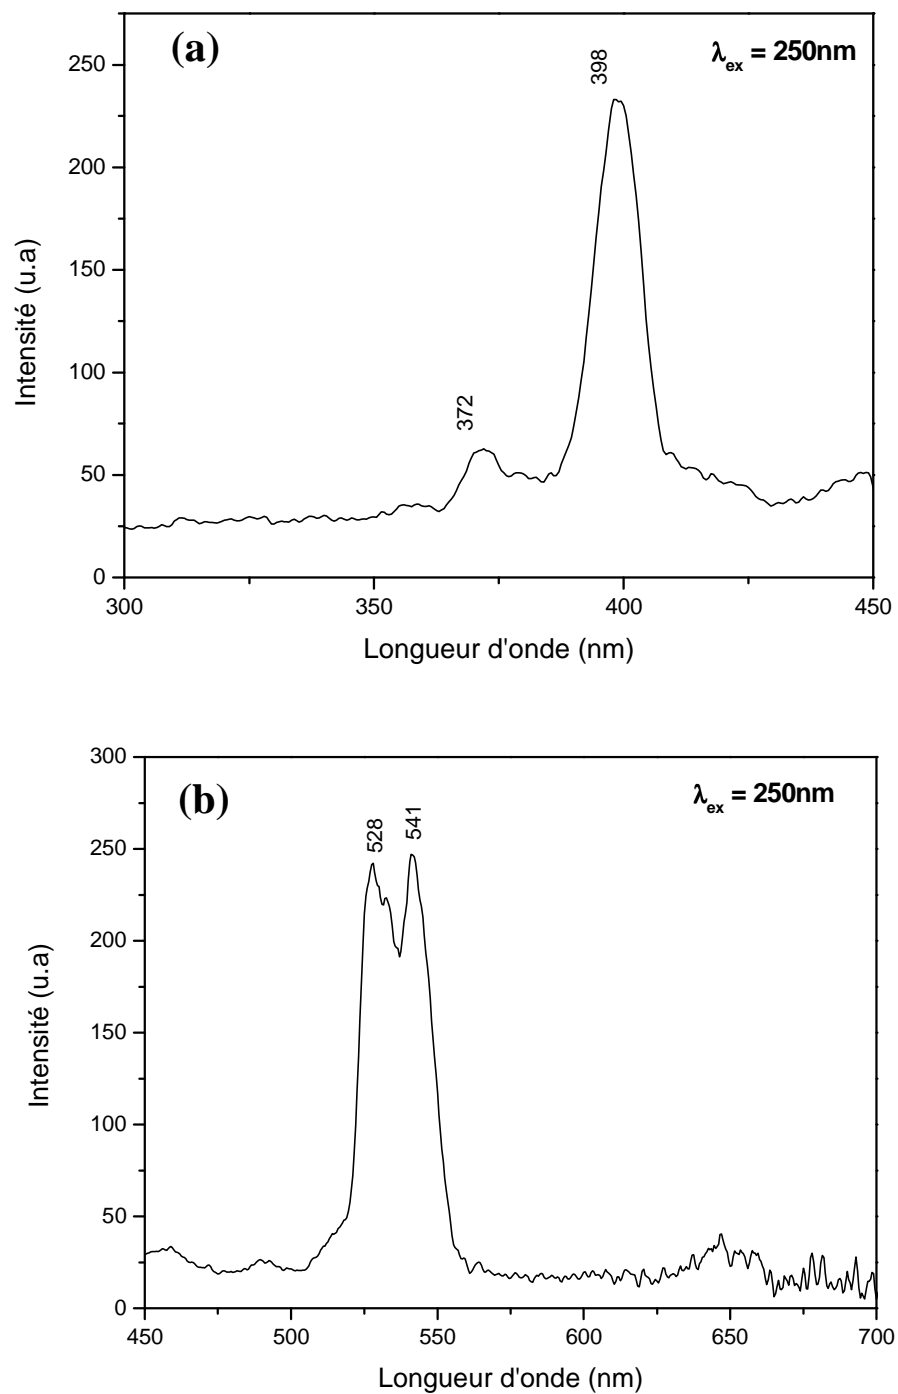 (a)
λex = 250nm
398
372
250
200
150
100
50
0
Intensité (u.a)
300 350 400 450
Longueur d'onde (nm)
(b)
λex = 250nm
528
541
300
250
200
150
100
50
0
Intensité (u.a)
450 500 550 600 650 700
Longueur d'onde (nm)